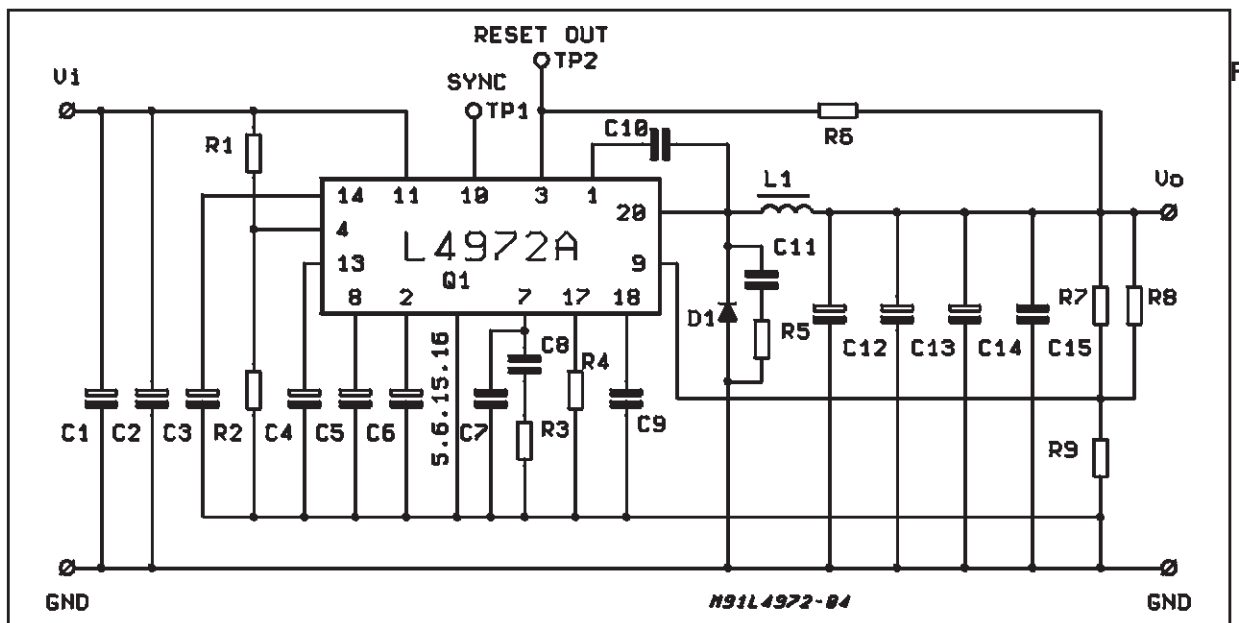 RESET OUT
TP2
Vi
SYNC
TP1
F
R1
C10
R6
14 11 10 3 1
L1
Vo
20
4
L4972A
13
Q1
9
C11
8 2 7 17 18
D1
R5
R7
R8
5.6.15.16
C8
R4
C12
C13
C14
C15
C1
C2
C3
R2
C4
C5
C6
C7
R3
C9
R9
GND
M91L4972-04
GND